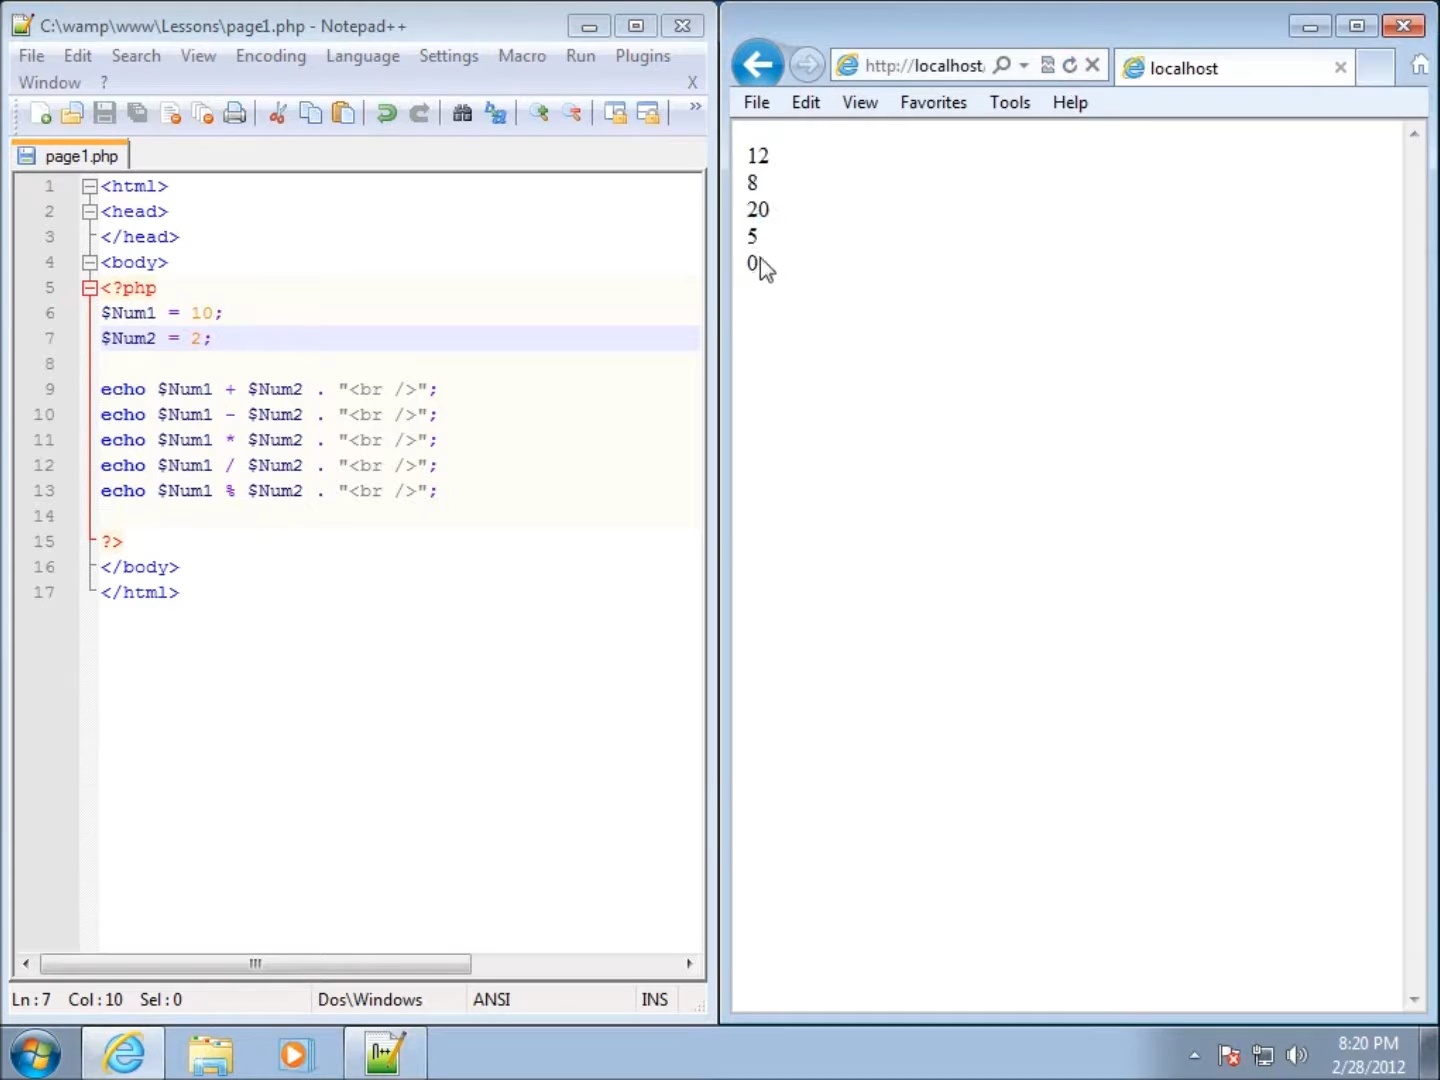 C:\wamp\www\Lessons\page1.php - Notepad++
File Edit Search View Encoding Language Settings Macro Run Plugins
Window ? X
page1.php
1 <html>
2 <head>
3 </head>
4 <body>
5 <?php
6 $Num1 = 10;
7 $Num2 = 2;
8
9 echo $Num1 + $Num2 . "<br />";
10 echo $Num1 - $Num2 . "<br />";
11 echo $Num1 * $Num2 . "<br />";
12 echo $Num1 / $Num2 . "<br />";
13 echo $Num1 % $Num2 . "<br />";
14
15 ?>
16 </body>
17 </html>
Ln : 7 Col : 10 Sel : 0 Dos\Windows ANSI INS
http://localhost localhost
File Edit View Favorites Tools Help
12
8
20
5
0
8:20 PM
2/28/2012